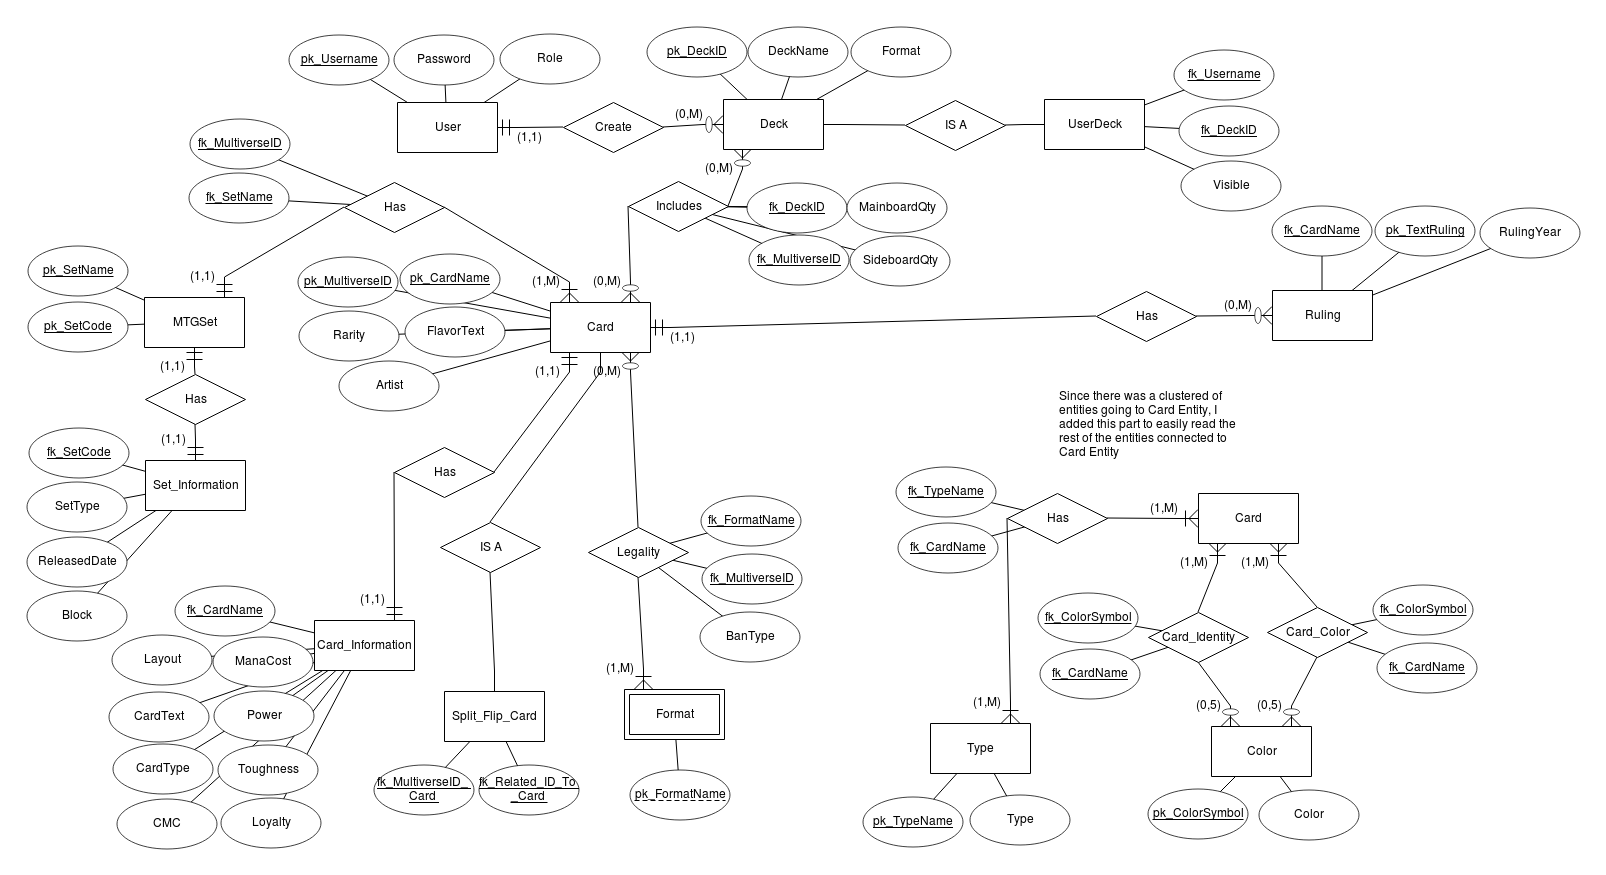 pk_Username
Password
Role
pk_DeckID
DeckName
Format
fk_Username
User
(1,1)
Create
(0,M)
Deck
IS A
UserDeck
fk_DeckID
Visible
fk_MultiverseID
fk_SetName
Has
(0,M)
Includes
fk_DeckID
MainboardQty
fk_MultiverseID
SideboardQty
fk_CardName
pk_TextRuling
RulingYear
pk_SetName
pk_SetCode
(1,1)
MTGSet
(1,1)
pk_MultiverseID
pk_CardName
Rarity
FlavorText
Artist
(1,M)
(0,M)
Card
(1,1)
Has
(0,M)
Ruling
(1,1)
(0,M)
Has
(1,1)
fk_SetCode
SetType
ReleasedDate
Block
Set_Information
Has
IS A
Legality
fk_FormatName
fk_MultiverseID
BanType
Since there was a clustered of
entities going to Card Entity, I
added this part to easily read the
rest of the entities connected to
Card Entity
fk_TypeName
fk_CardName
Has
(1,M)
Card
(1,M)
(1,M)
fk_ColorSymbol
fk_CardName
Card_Identity
Card_Color
fk_ColorSymbol
fk_CardName
(1,1)
fk_CardName
Card_Information
Layout
ManaCost
CardText
Power
CardType
Toughness
CMC
Loyalty
Split_Flip_Card
fk_MultiverseID_
Card
fk_Related_ID_To
_Card
(1,M)
Format
pk_FormatName
(1,M)
Type
pk_TypeName
Type
(0,5)
(0,5)
Color
pk_ColorSymbol
Color